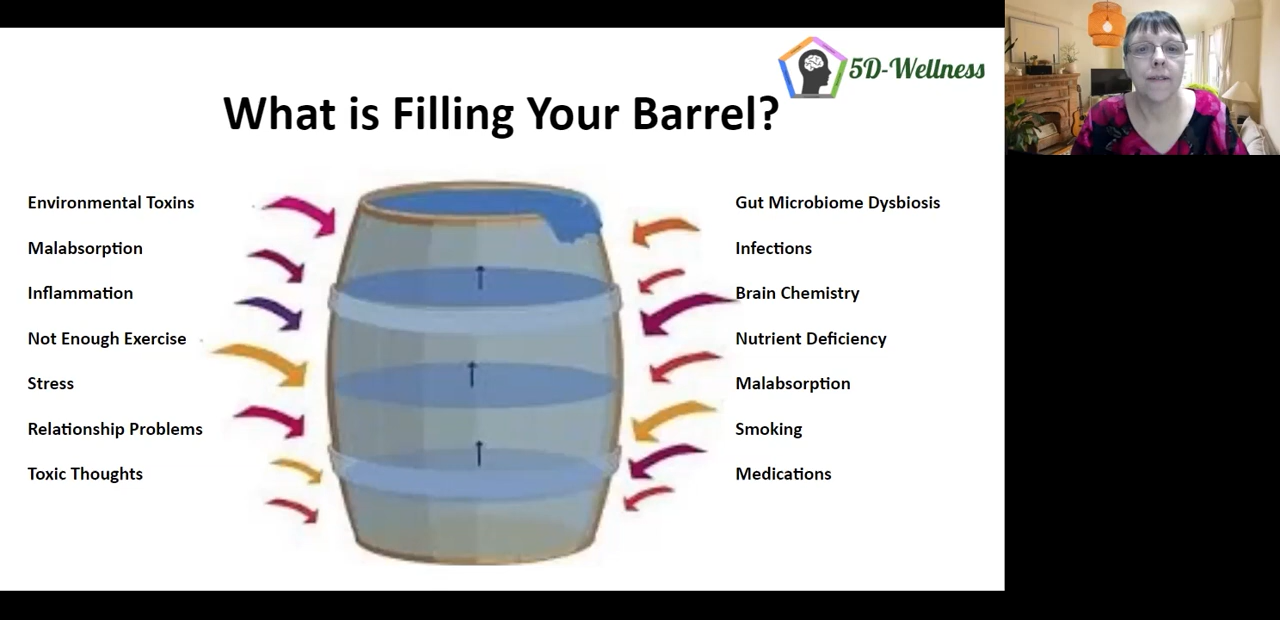 5D-Wellness
What is Filling Your Barrel?
Environmental Toxins
Malabsorption
Inflammation
Not Enough Exercise
Stress
Relationship Problems
Toxic Thoughts
Gut Microbiome Dysbiosis
Infections
Brain Chemistry
Nutrient Deficiency
Malabsorption
Smoking
Medications